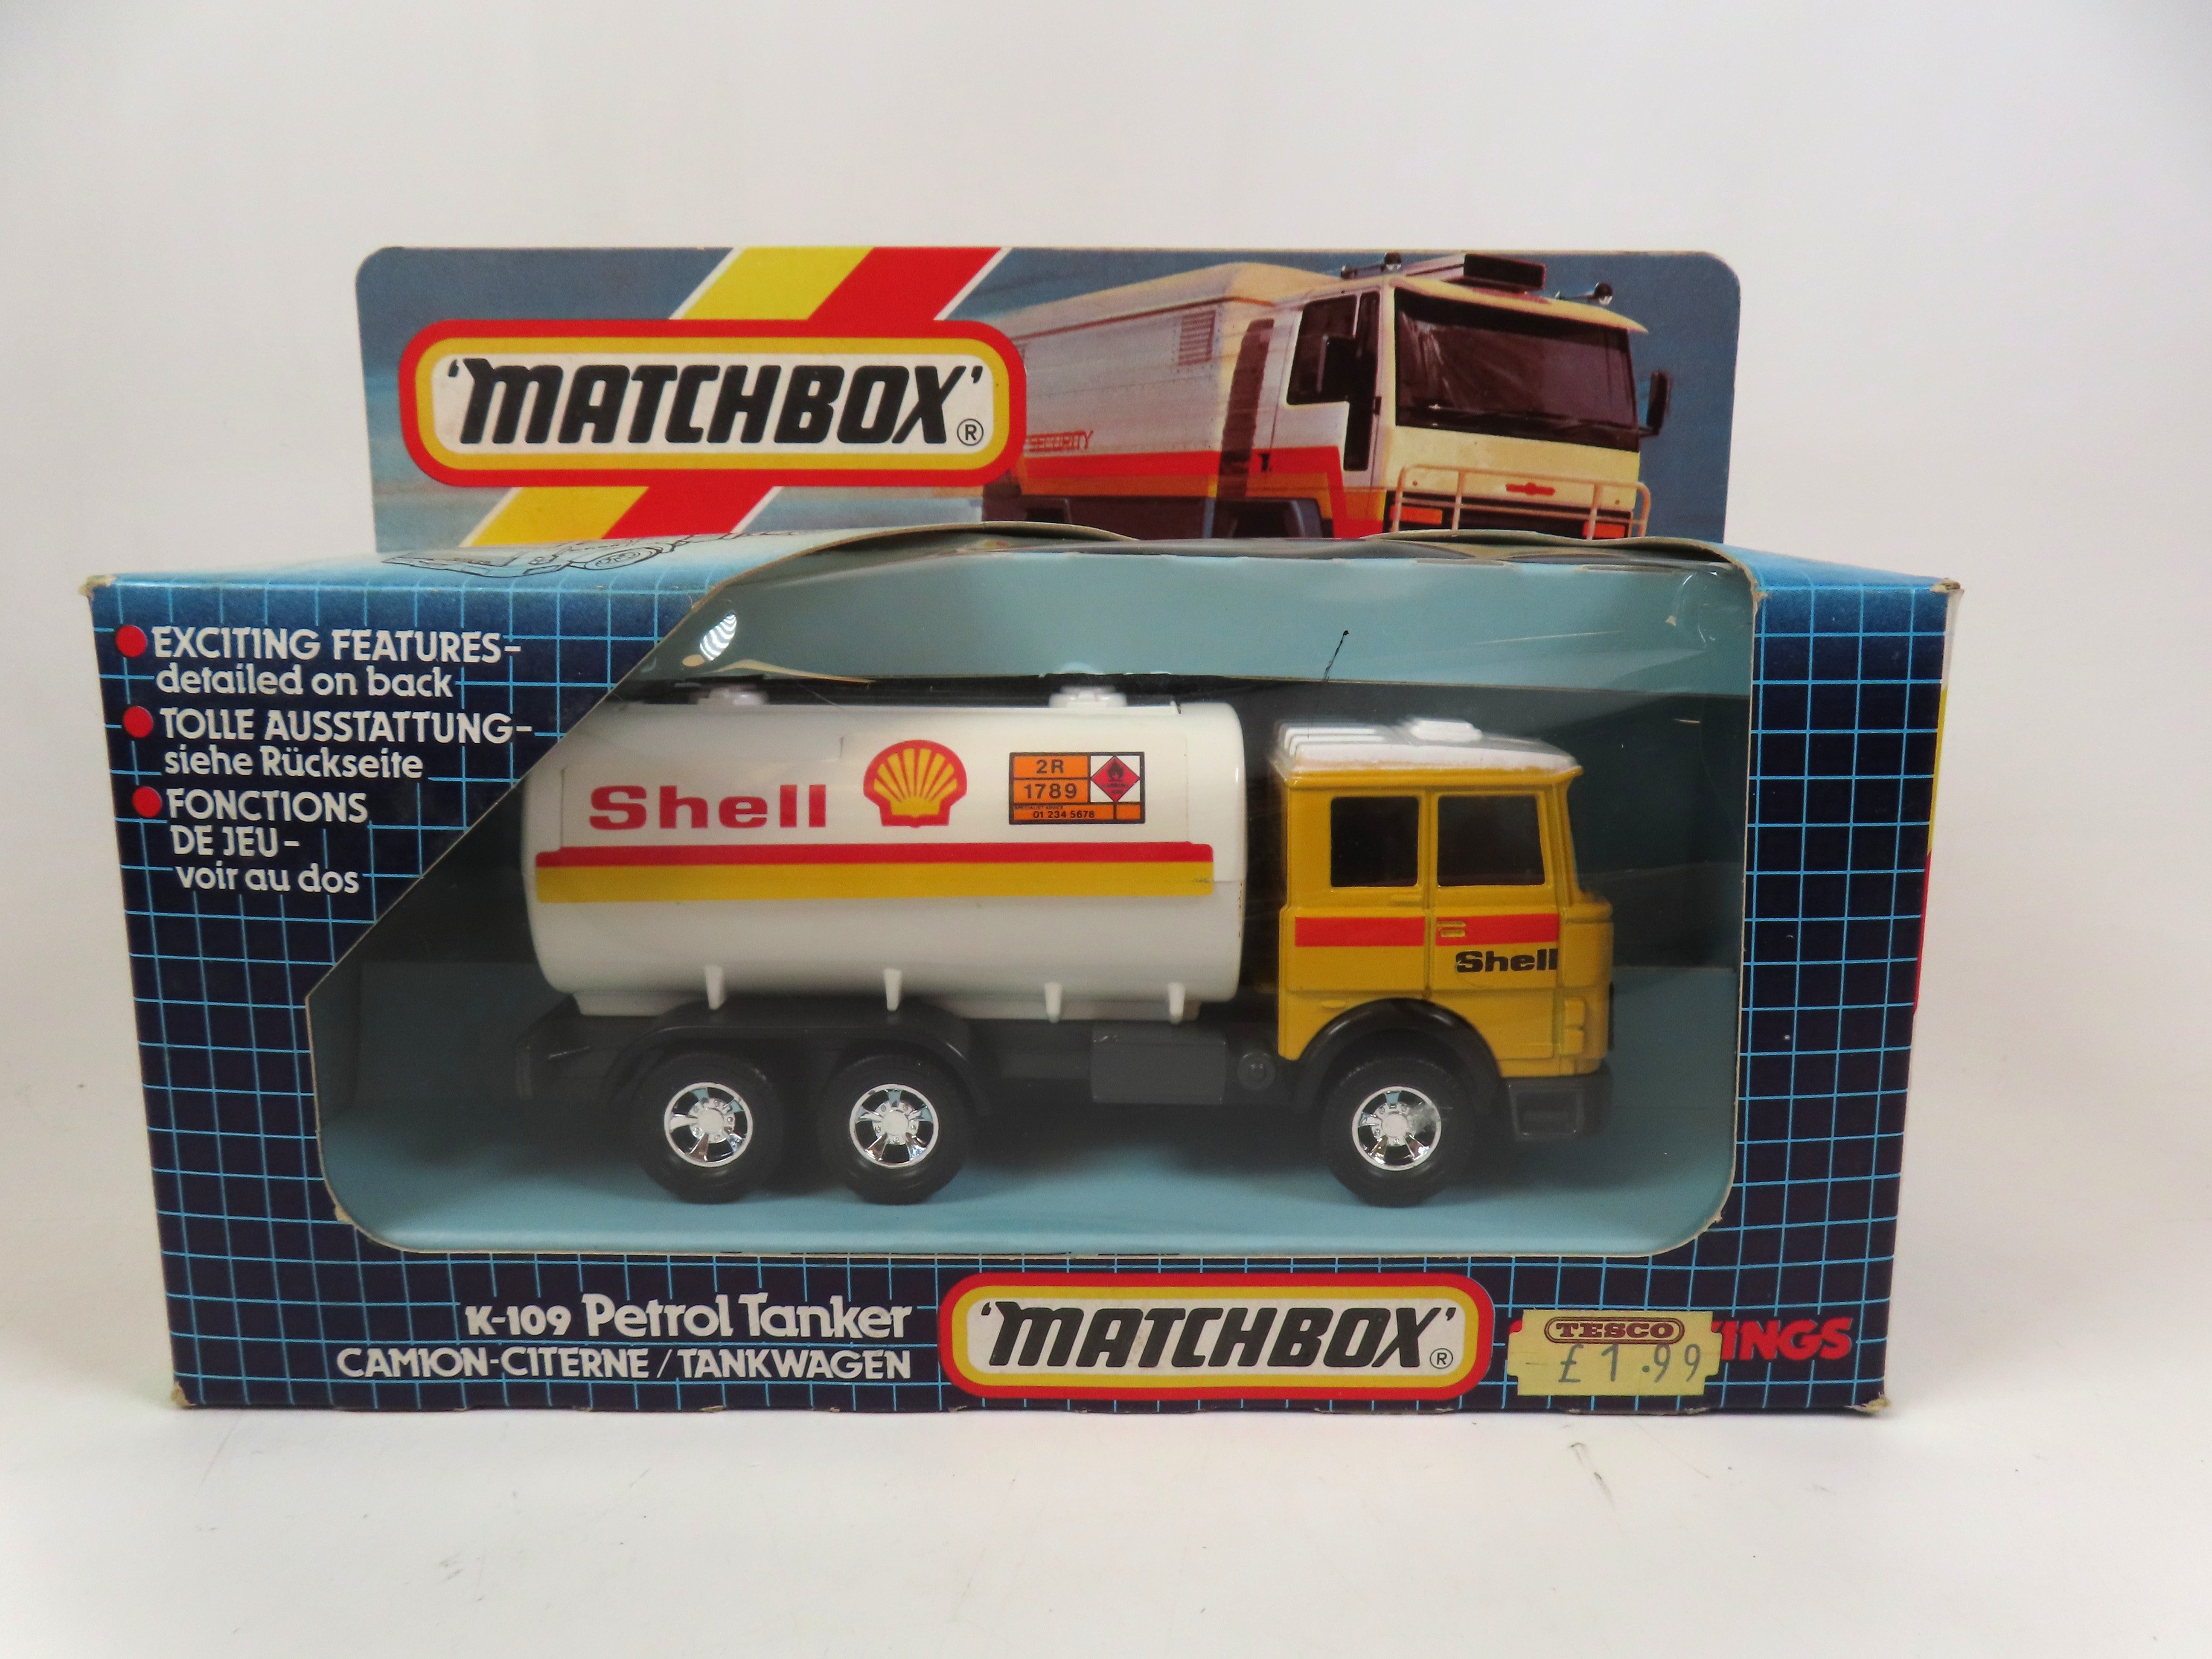 'MATCHBOX'®
SECURITY
EXCITING FEATURES-
detailed on back
TOLLE AUSSTATTUNG-
siehe Rückseite
FONCTIONS
DE JEU-
voir au dos
Shell
2R
1789
01 234 5678
Shell
K-109 Petrol Tanker
CAMION-CITERNE/TANKWAGEN
'MATCHBOX'®
TESCO
£1.99